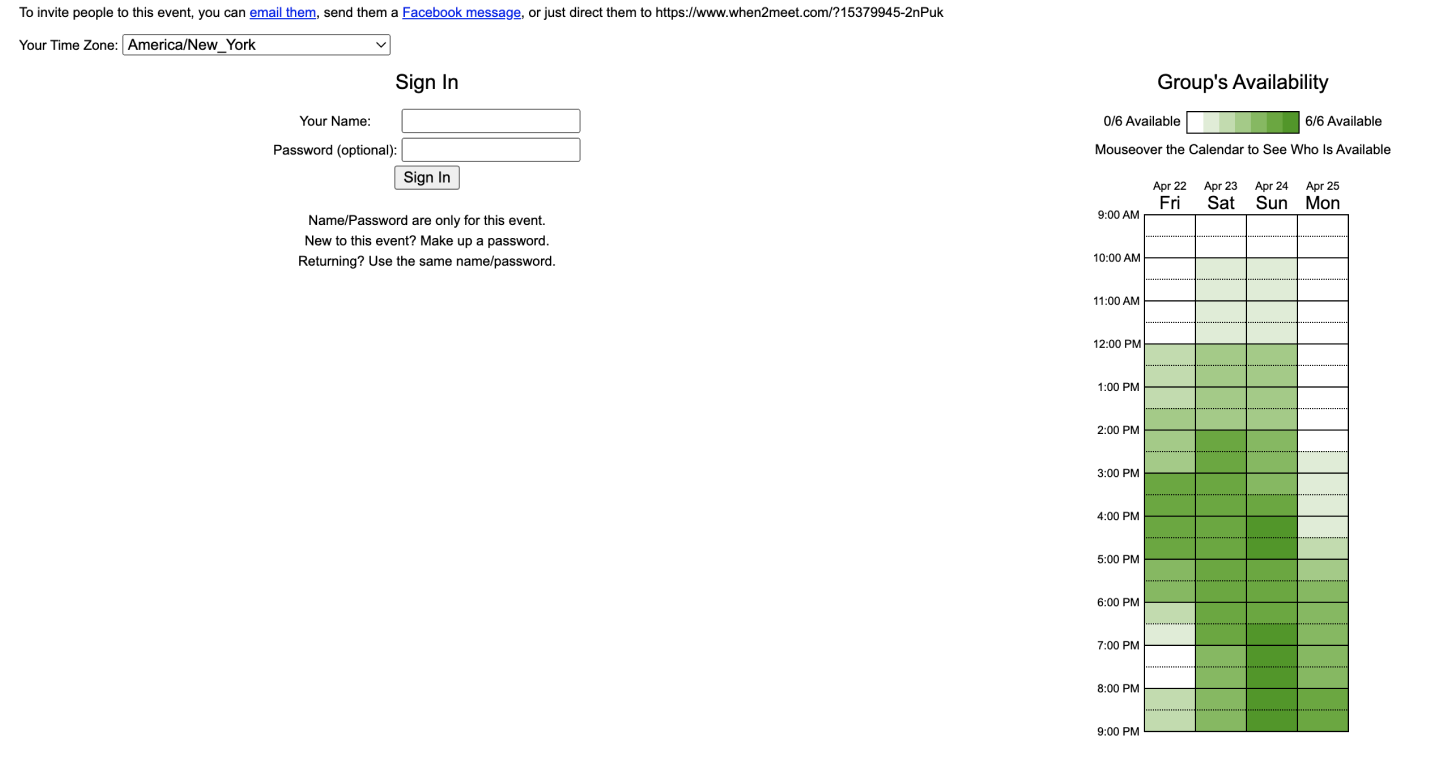 To invite people to this event, you can email them, send them a Facebook message, or just direct them to https://www.when2meet.com/?15379945-2nPuk
Your Time Zone: America/New_York
Sign In
Your Name:
Password (optional):
Sign In
Name/Password are only for this event.
New to this event? Make up a password.
Returning? Use the same name/password.
Group's Availability
0/6 Available 6/6 Available
Mouseover the Calendar to See Who Is Available
Apr 22 Apr 23 Apr 24 Apr 25
Fri Sat Sun Mon
9:00 AM
10:00 AM
11:00 AM
12:00 PM
1:00 PM
2:00 PM
3:00 PM
4:00 PM
5:00 PM
6:00 PM
7:00 PM
8:00 PM
9:00 PM